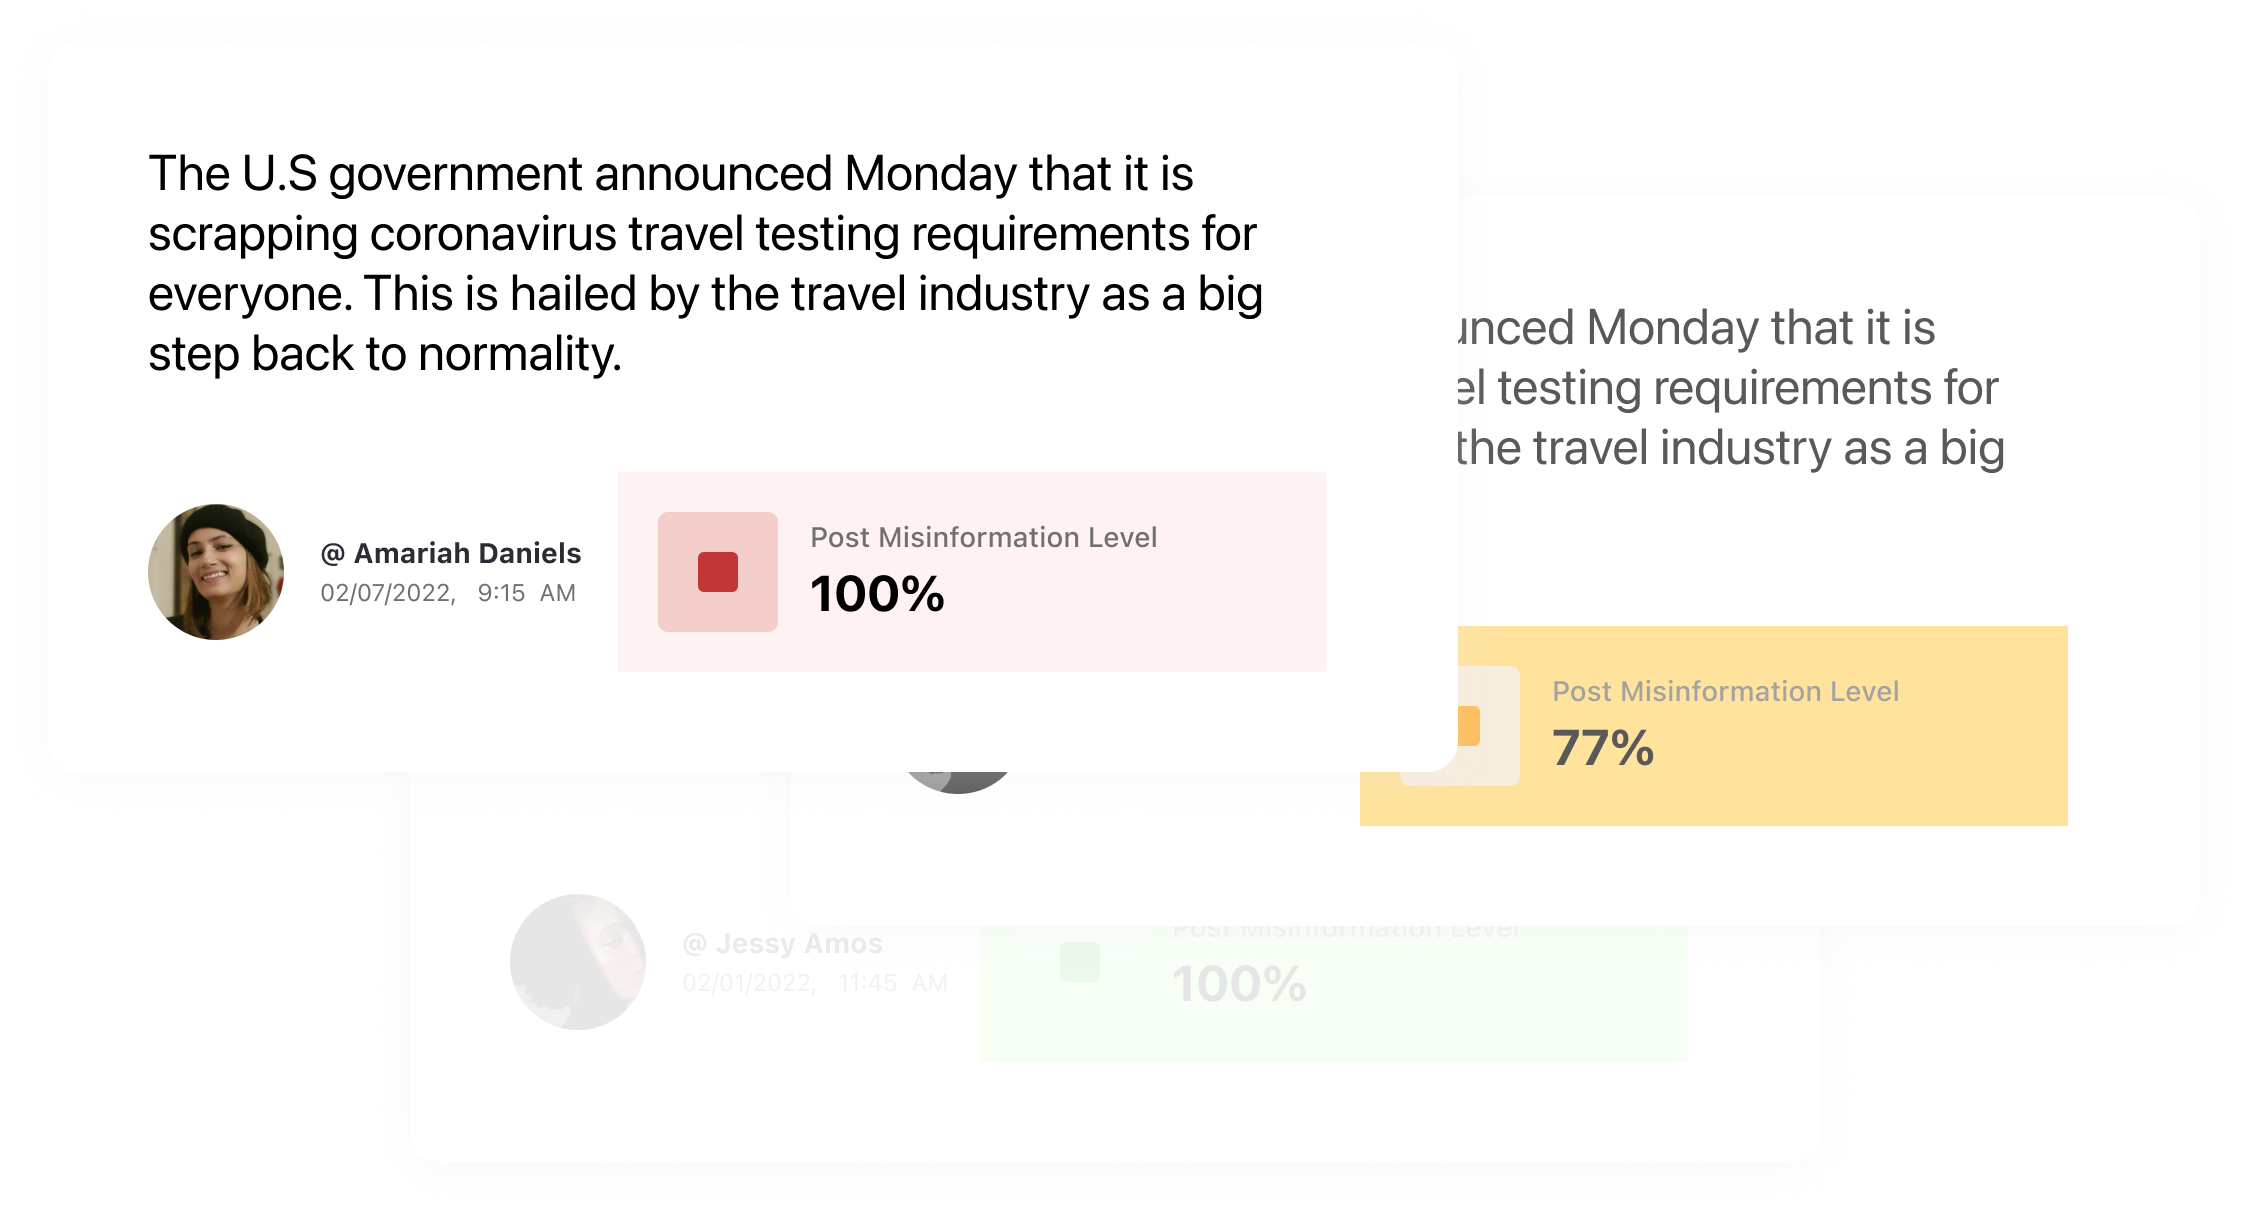 The U.S government announced Monday that it is
scrapping coronavirus travel testing requirements for
everyone. This is hailed by the travel industry as a big
step back to normality.
@ Amariah Daniels
02/07/2022, 9:15 AM
Post Misinformation Level
100%
unced Monday that it is
el testing requirements for
the travel industry as a big
Post Misinformation Level
77%
@ Jessy Amos
02/01/2022, 11:45 AM
Post Misinformation Level
100%